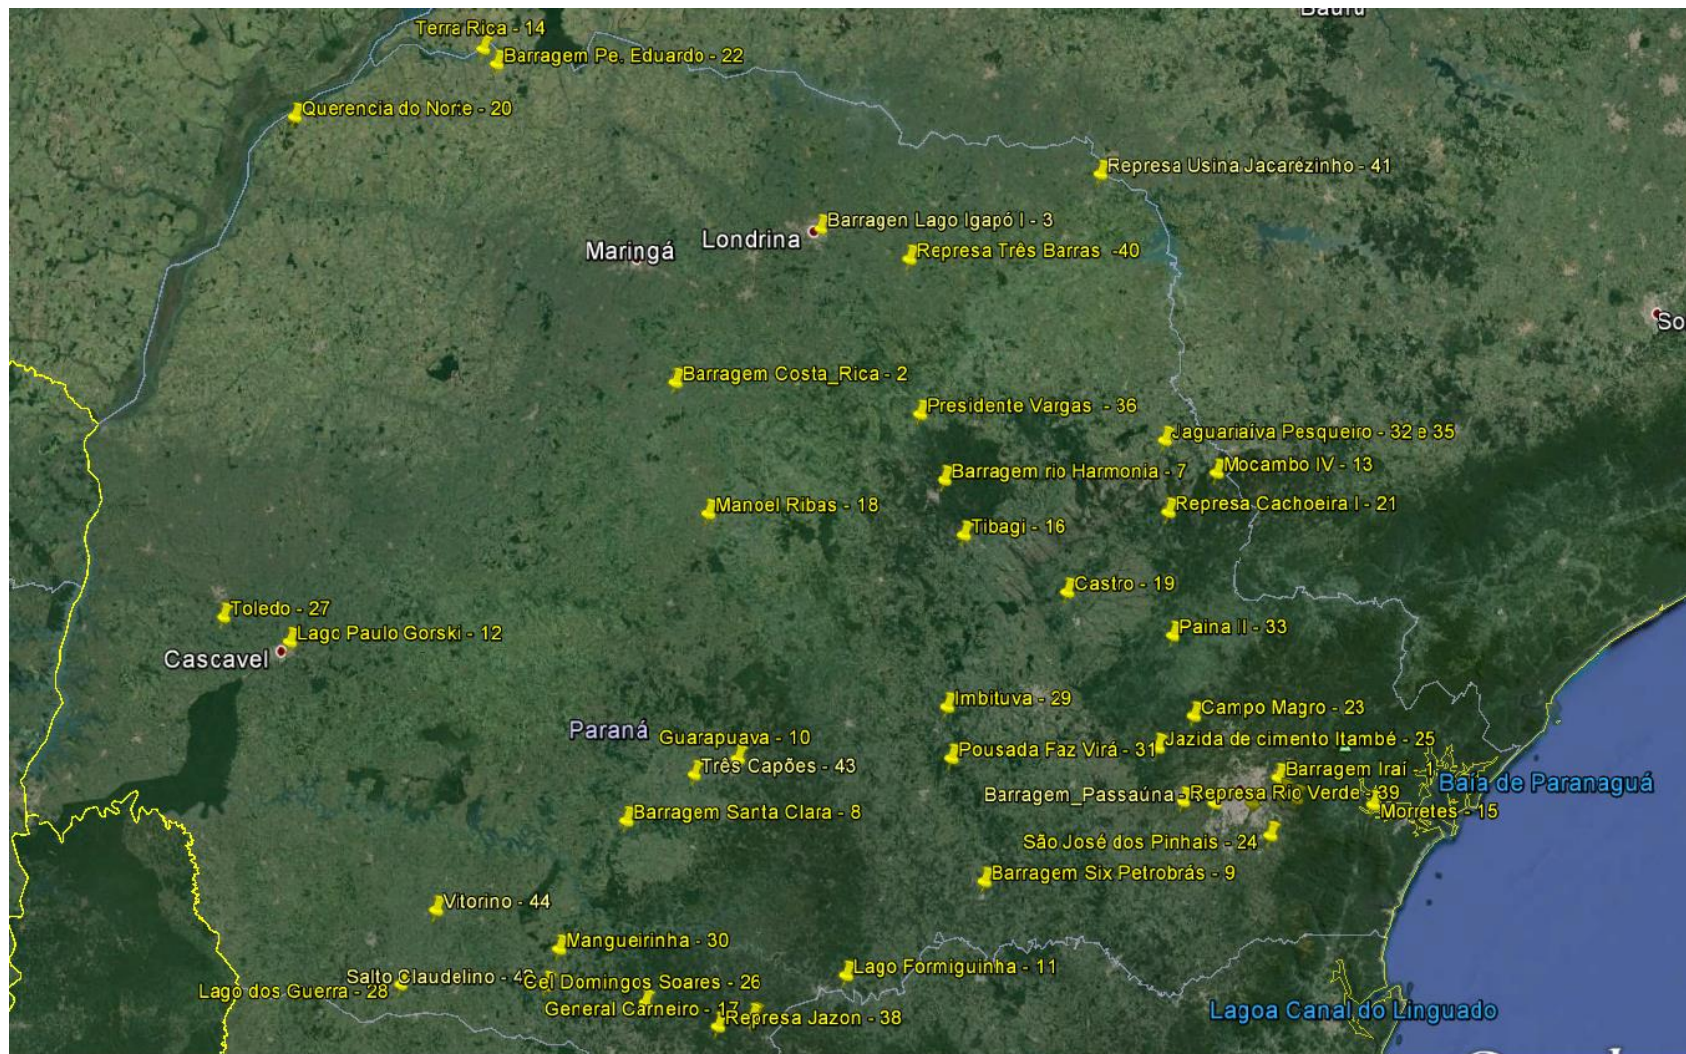 Bauru
Terra Rica - 14
Barragem Pe. Eduardo - 22
Querencia do Norte - 20
Represa Usina Jacarézinho - 41
Barragen Lago Igapó I - 3
Londrina
Maringá
Represa Três Barras -40
So
Barragem Costa_Rica - 2
Presidente Vargas - 36
Jaguariaíva Pesqueiro - 32 e 35
Mocambo IV - 13
Barragem rio Harmonia - 7
Manoel Ribas - 18
Represa Cachoeira I - 21
Tibagi - 16
Castro - 19
Toledo - 27
Paina II - 33
Lago Paulo Gorski - 12
Cascavel
Imbituva - 29
Campo Magro - 23
Paraná
Guarapuava - 10
Jazida de cimento Itambé - 25
Pousada Faz Virá - 31
Três Capões - 43
Barragem Iraí - 1
Baía de Paranaguá
Barragem_Passaúna -
Represa Rio Verde - 39
Morretes - 15
Barragem Santa Clara - 8
São José dos Pinhais - 24
Barragem Six Petrobrás - 9
Vitorino - 44
Mangueirinha - 30
Lago Formiguinha - 11
Salto Claudelino - 42
Cel Domingos Soares - 26
Lago dos Guerra - 28
General Carneiro - 17
Represa Jazon - 38
Lagoa Canal do Linguado